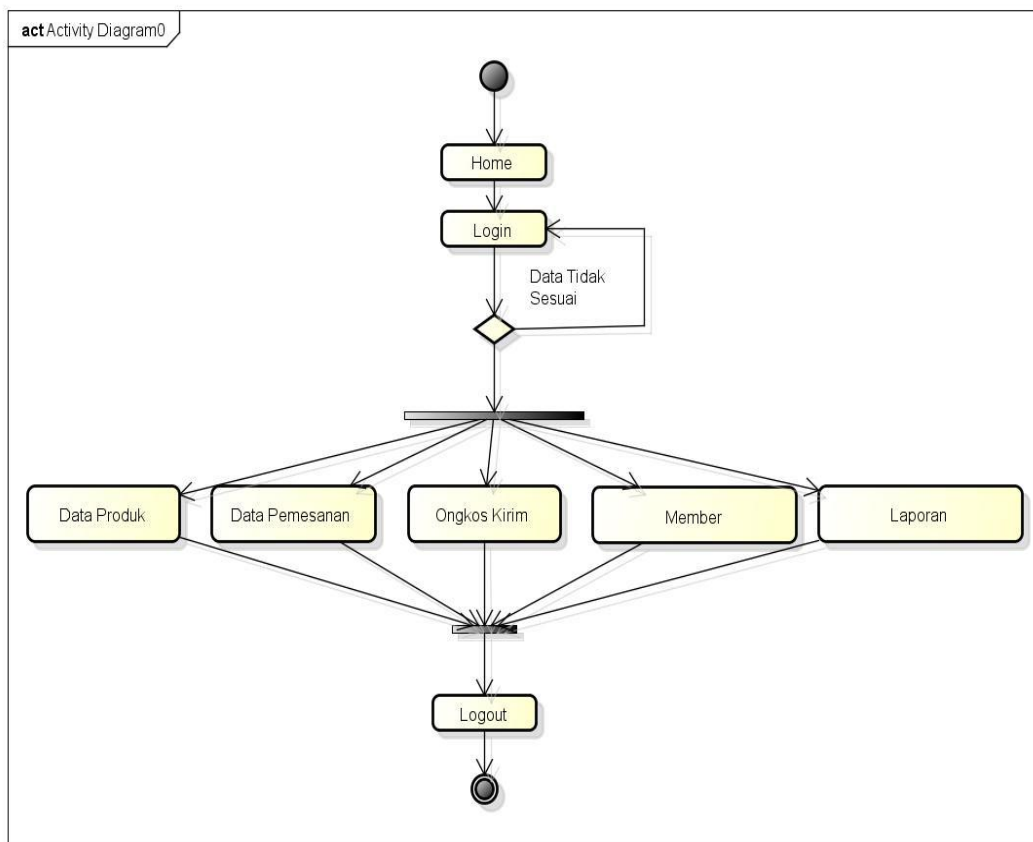 act Activity Diagram0
Home
Login
Data Tidak
Sesuai
Data Produk
Data Pemesanan
Ongkos Kirim
Member
Laporan
Logout